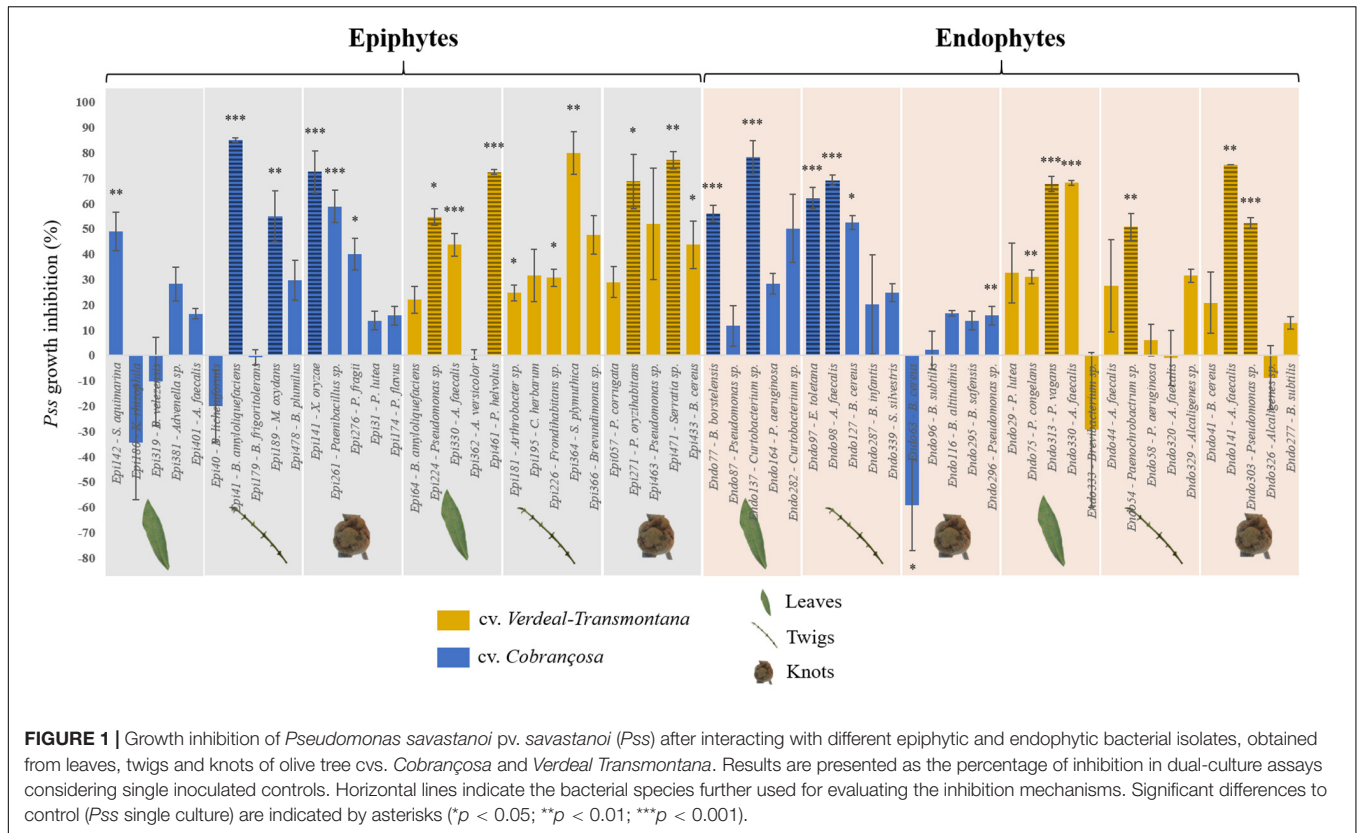 Epiphytes
Endophytes
Pss growth inhibition (%)
100
90
80
70
60
50
40
30
20
10
0
-10
-20
-30
-40
-50
-60
-70
-80
**
***
**
***
***
*
*
***
***
*
*
**
*
**
*
***
***
***
***
*
*
**
**
***
***
**
**
***
Epi142 - S. aquimarina
Epi319 - B. velezensis
Epi381 - Advenella sp.
Epi401 - A. faecalis
Epi40 - B. licheniformis
Epi41 - B. amyloliquefaciens
Epi179 - B. frigoritolerans
Epi189 - M. oxydans
Epi478 - B. pumilus
Epi141 - X. oryzae
Epi261 - Paenibacillus sp.
Epi276 - P. fragii
Epi31 - P. lutea
Epi174 - P. flavus
Epi64 - B. amyloliquefaciens
Epi224 - Pseudomonas sp.
Epi330 - A. faecalis
Epi362 - A. versicolor
Epi461 - P. helvolus
Epi181 - Arthrobacter sp.
Epi195 - C. herbarum
Epi226 - Frondihabitans sp.
Epi364 - S. plymuthica
Epi366 - Brevundimonas sp.
Epi057 - P. corrugata
Epi271 - P. oryzihabitans
Epi463 - Pseudomonas sp.
Epi471 - Serratia sp.
Epi433 - B. cereus
Endo77 - B. borstelensis
Endo87 - Pseudomonas sp.
Endo137 - Curtobacterium sp.
Endo164 - P. aeruginosa
Endo282 - Curtobacterium sp.
Endo97 - E. toletana
Endo98 - A. faecalis
Endo127 - B. cereus
Endo287 - B. infantis
Endo339 - S. silvestris
Endo96 - B. subtilis
Endo116 - B. altitudinis
Endo295 - B. safensis
Endo296 - Pseudomonas sp.
Endo29 - P. lutea
Endo75 - P. congelans
Endo313 - P. vagans
Endo330 - A. faecalis
Endo333 - Brevibacterium sp.
Endo44 - A. faecalis
Endo54 - Paenochrobactrum sp.
Endo58 - P. aeruginosa
Endo320 - A. faecalis
Endo329 - Alcaligenes sp.
Endo41 - B. cereus
Endo141 - A. faecalis
Endo303 - Pseudomonas sp.
Endo326 - Alcaligenes sp.
Endo277 - B. subtilis
cv. Verdeal-Transmontana
cv. Cobrançosa
Leaves
Twigs
Knots
FIGURE 1 | Growth inhibition of Pseudomonas savastanoi pv. savastanoi (Pss) after interacting with different epiphytic and endophytic bacterial isolates, obtained
from leaves, twigs and knots of olive tree cvs. Cobrançosa and Verdeal Transmontana. Results are presented as the percentage of inhibition in dual-culture assays
considering single inoculated controls. Horizontal lines indicate the bacterial species further used for evaluating the inhibition mechanisms. Significant differences to
control (Pss single culture) are indicated by asterisks (*p < 0.05; **p < 0.01; ***p < 0.001).